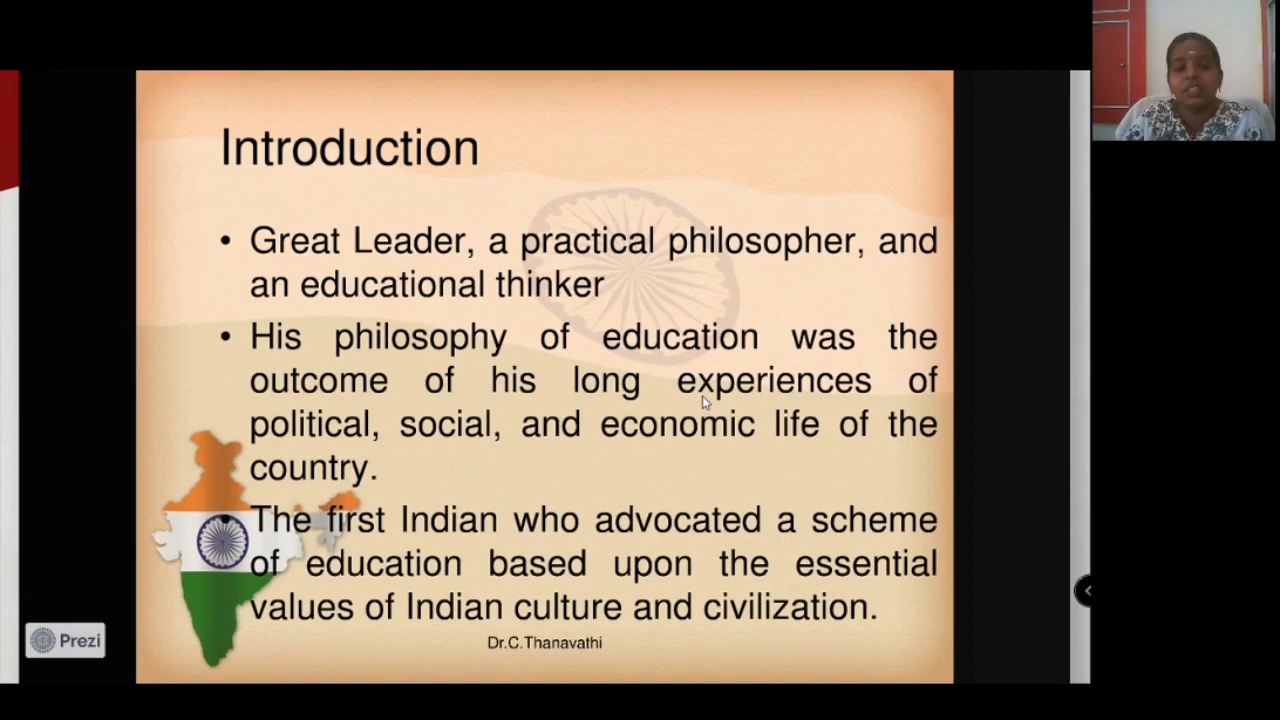 Introduction
• Great Leader, a practical philosopher, and
an educational thinker
• His philosophy of education was the
outcome of his long experiences of
political, social, and economic life of the
country.
• The first Indian who advocated a scheme
of education based upon the essential
values of Indian culture and civilization.
Dr.C.Thanavathi
Prezi